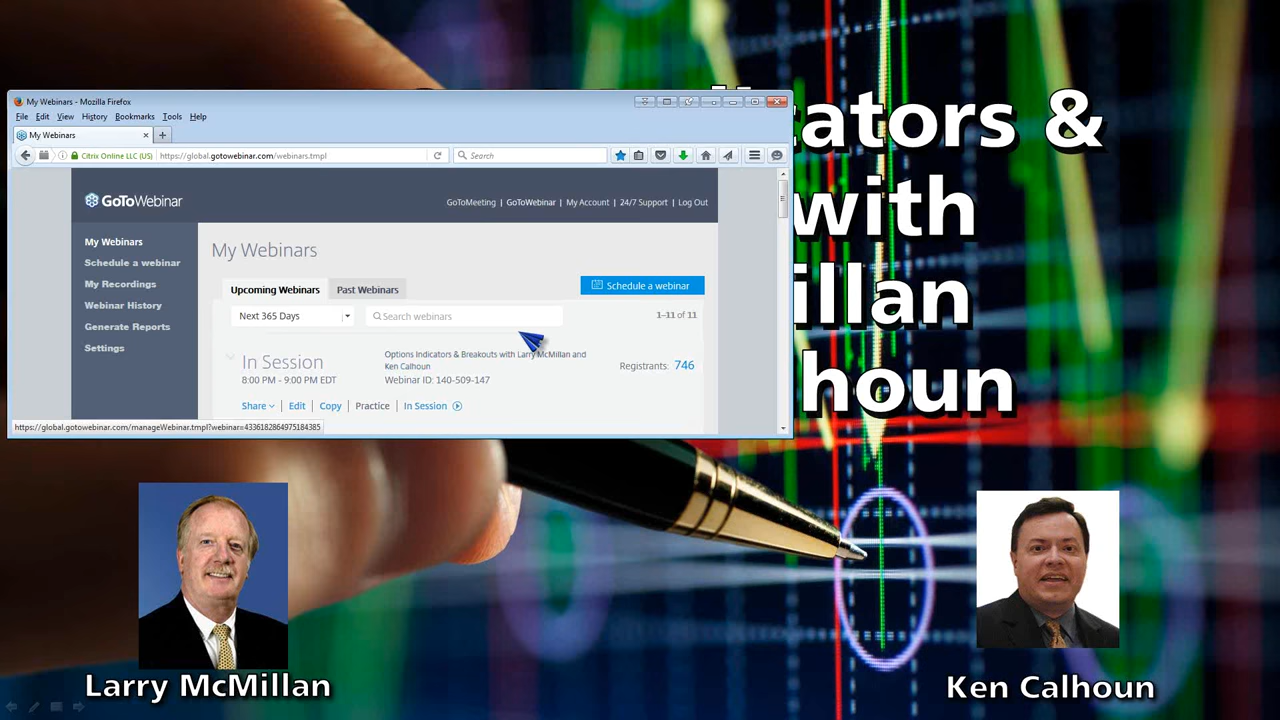 My Webinars - Mozilla Firefox
File Edit View History Bookmarks Tools Help
My Webinars
Citrix Online LLC (US) https://global.gotowebinar.com/webinars.tmpl Search
GoToWebinar
GoToMeeting | GoToWebinar | My Account | 24/7 Support | Log Out
My Webinars
Schedule a webinar
My Recordings
Webinar History
Generate Reports
Settings
My Webinars
Upcoming Webinars Past Webinars Schedule a webinar
Next 365 Days Search webinars 1–11 of 11
In Session
8:00 PM - 9:00 PM EDT
Options Indicators & Breakouts with Larry McMillan and
Ken Calhoun
Webinar ID: 140-509-147
Registrants: 746
Share | Edit | Copy | Practice | In Session
https://global.gotowebinar.com/manageWebinar.tmpl?webinar=4336182864975184385
cators &
with
illan
houn
Larry McMillan
Ken Calhoun